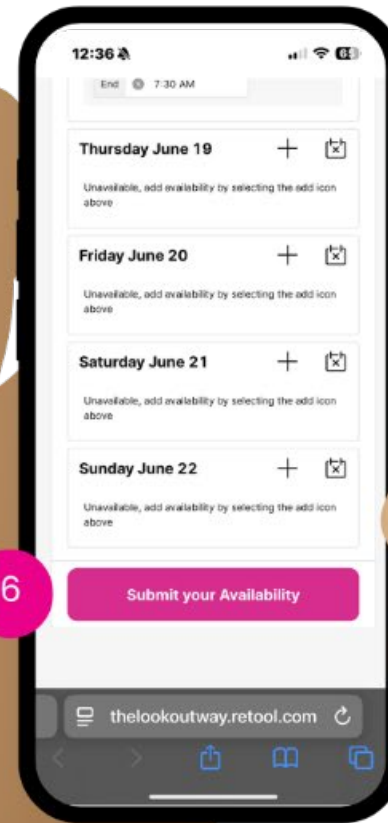 12:36
End 7:30 AM
Thursday June 19
Unavailable, add availability by selecting the add icon
above
Friday June 20
Unavailable, add availability by selecting the add icon
above
Saturday June 21
Unavailable, add availability by selecting the add icon
above
Sunday June 22
Unavailable, add availability by selecting the add icon
above
6
Submit your Availability
thelookoutway.retool.com